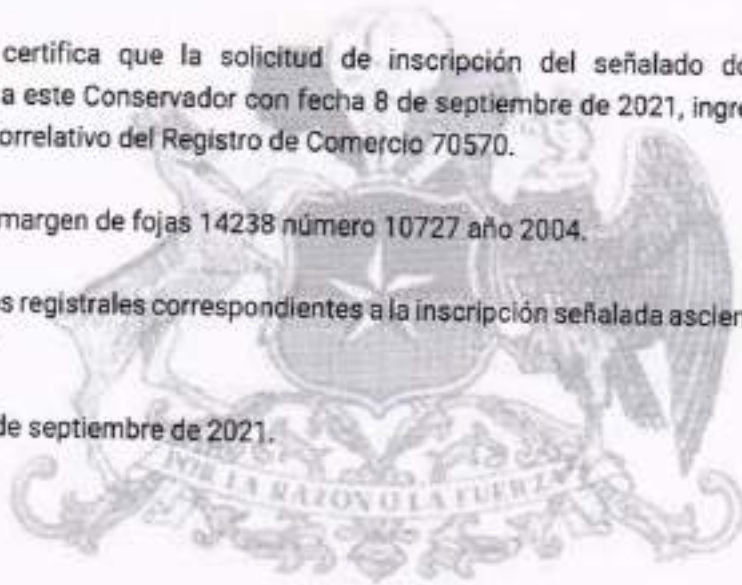 certifica que la solicitud de inscripción del señalado do
a este Conservador con fecha 8 de septiembre de 2021, ingre
orrelativo del Registro de Comercio 70570.
margen de fojas 14238 número 10727 año 2004.
s registrales correspondientes a la inscripción señalada ascien
de septiembre de 2021.
POR LA RAZON O LA FUERZA